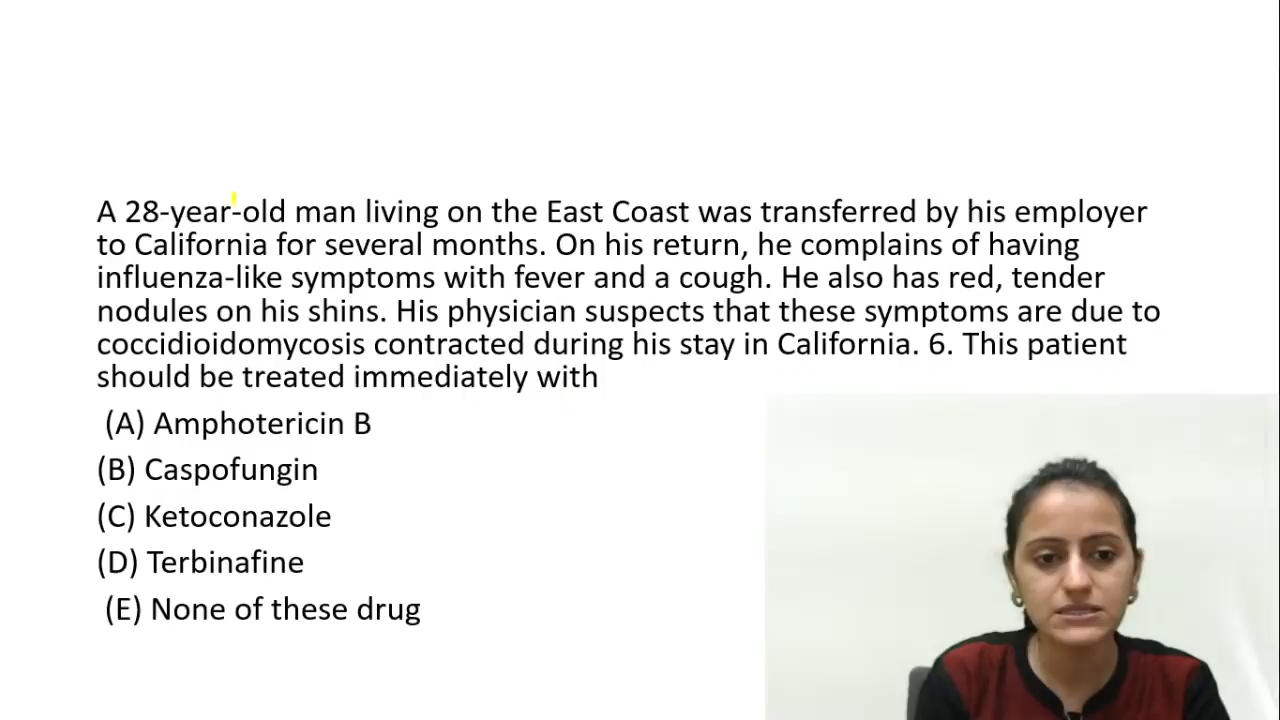 A 28-year-old man living on the East Coast was transferred by his employer
to California for several months. On his return, he complains of having
influenza-like symptoms with fever and a cough. He also has red, tender
nodules on his shins. His physician suspects that these symptoms are due to
coccidioidomycosis contracted during his stay in California. 6. This patient
should be treated immediately with
(A) Amphotericin B
(B) Caspofungin
(C) Ketoconazole
(D) Terbinafine
(E) None of these drug